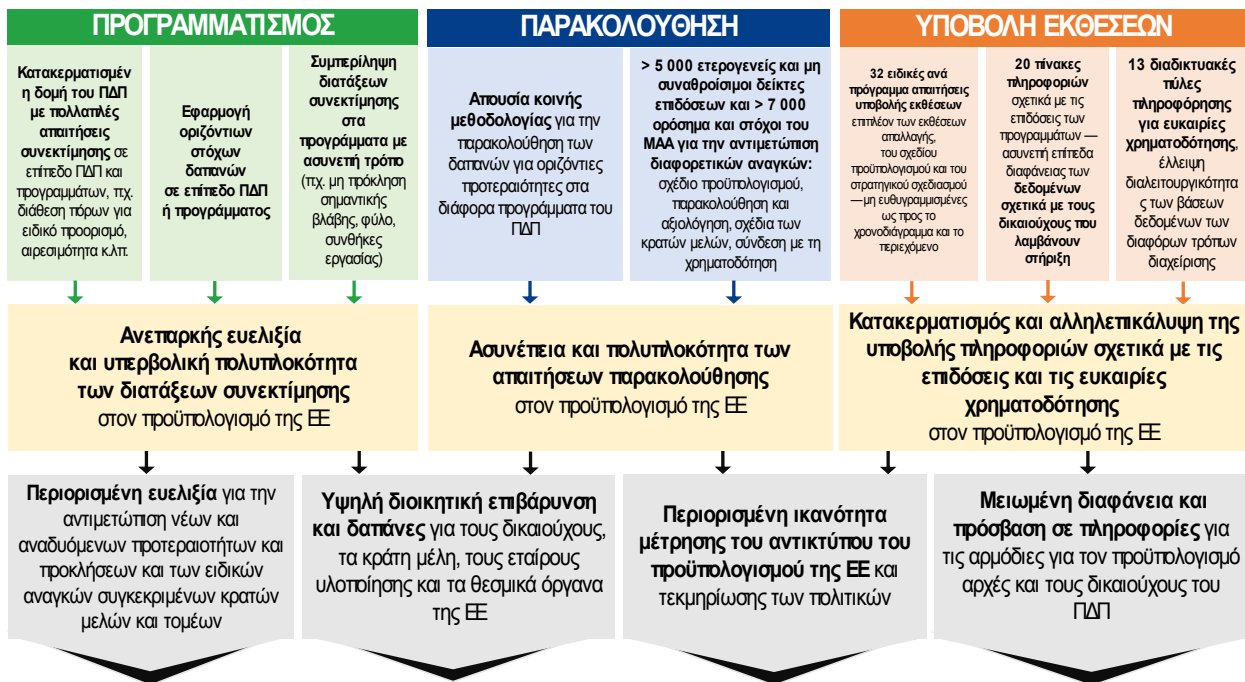 ΠΡΟΓΡΑΜΜΑΤΙΣΜΟΣ
Κατακερματισμέν
η δομή του ΠΔΠ
με πολλαπλές
απαιτήσεις
συνεκτίμησης σε
επίπεδο ΠΔΠ και
προγραμμάτων, π.χ.
διάθεση πόρων για
ειδικό προορισμό,
αιρεσιμότητα κ.λπ.
Εφαρμογή
οριζόντιων
στόχων
δαπανών
σε επίπεδο ΠΔΠ
ή προγράμματος
Συμπερίληψη
διατάξεων
συνεκτίμησης
στα
προγράμματα με
ασυνεπή τρόπο
(π.χ. μη πρόκληση
σημαντικής
βλάβης, φύλο,
συνθήκες
εργασίας)
ΠΑΡΑΚΟΛΟΥΘΗΣΗ
Απουσία κοινής
μεθοδολογίας για την
παρακολούθηση των
δαπανών για οριζόντιες
προτεραιότητες στα
διάφορα προγράμματα του
ΠΔΠ
> 5 000 ετερογενείς και μη
συναθροίσιμοι δείκτες
επιδόσεων και > 7 000
ορόσημα και στόχοι του
ΜΑΑ για την αντιμετώπιση
διαφορετικών αναγκών:
σχέδιο προϋπολογισμού,
παρακολούθηση και
αξιολόγηση, σχέδια των
κρατών μελών, σύνδεση με τη
χρηματοδότηση
ΥΠΟΒΟΛΗ ΕΚΘΕΣΕΩΝ
32 ειδικές ανά
πρόγραμμα απαιτήσεις
υποβολής εκθέσεων
επιπλέον των εκθέσεων
απαλλαγής,
του σχεδίου
προϋπολογισμού και του
στρατηγικού σχεδιασμού
— μη ευθυγραμμισμένες
ως προς το
χρονοδιάγραμμα και το
περιεχόμενο
20 πίνακες
πληροφοριών
σχετικά με τις
επιδόσεις των
προγραμμάτων —
ασυνεπή επίπεδα
διαφάνειας των
δεδομένων
σχετικά με τους
δικαιούχους που
λαμβάνουν
στήριξη
13 διαδικτυακές
πύλες
πληροφόρησης
για ευκαιρίες
χρηματοδότησης,
έλλειψη
διαλειτουργικότητα
ς των βάσεων
δεδομένων των
διαφόρων τρόπων
διαχείρισης
Ανεπαρκής ευελιξία
και υπερβολική πολυπλοκότητα
των διατάξεων συνεκτίμησης
στον προϋπολογισμό της ΕΕ
Ασυνέπεια και πολυπλοκότητα των
απαιτήσεων παρακολούθησης
στον προϋπολογισμό της ΕΕ
Κατακερματισμός και αλληλεπικάλυψη της
υποβολής πληροφοριών σχετικά με τις
επιδόσεις και τις ευκαιρίες
χρηματοδότησης
στον προϋπολογισμό της ΕΕ
Περιορισμένη ευελιξία για την
αντιμετώπιση νέων και
αναδυόμενων προτεραιοτήτων και
προκλήσεων και των ειδικών
αναγκών συγκεκριμένων κρατών
μελών και τομέων
Υψηλή διοικητική επιβάρυνση
και δαπάνες για τους δικαιούχους,
τα κράτη μέλη, τους εταίρους
υλοποίησης και τα θεσμικά όργανα
της ΕΕ
Περιορισμένη ικανότητα
μέτρησης του αντικτύπου του
προϋπολογισμού της ΕΕ και
τεκμηρίωσης των πολιτικών
Μειωμένη διαφάνεια και
πρόσβαση σε πληροφορίες για
τις αρμόδιες για τον προϋπολογισμό
αρχές και τους δικαιούχους του
ΠΔΠ